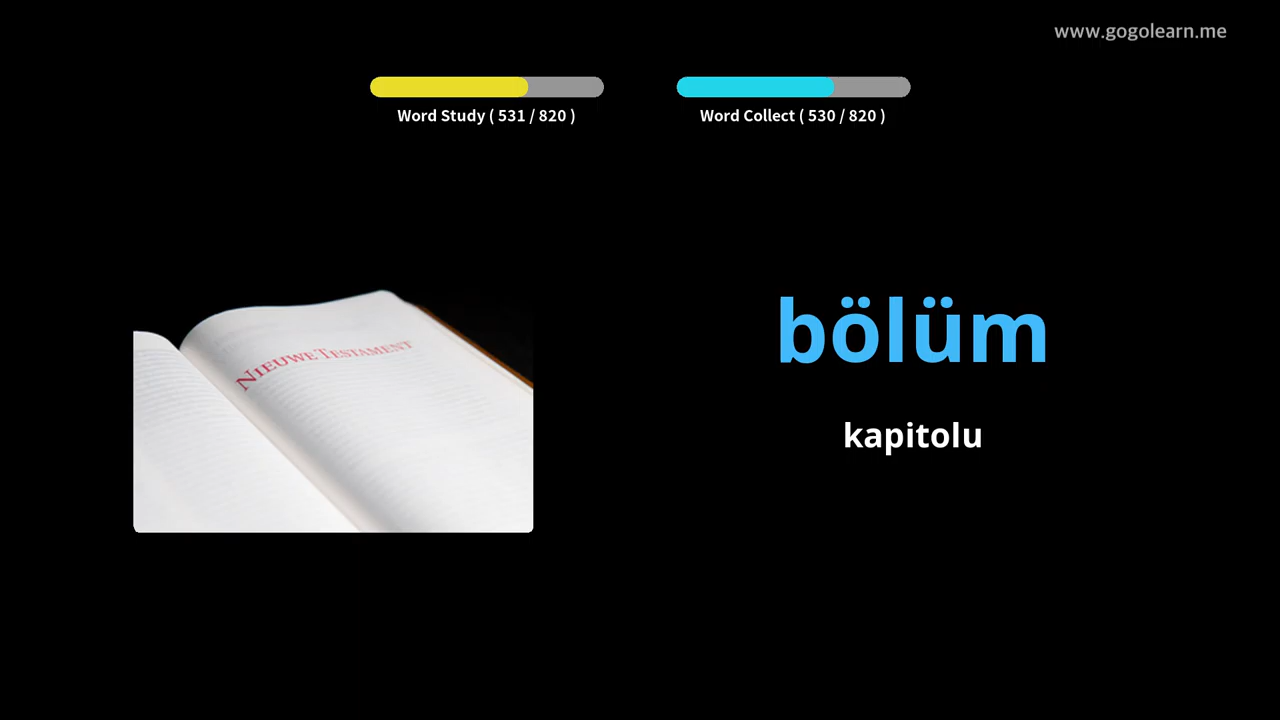 www.gogolearn.me
Word Study ( 531 / 820 )
Word Collect ( 530 / 820 )
NIEUWE TESTAMENT
bölüm
kapitolu